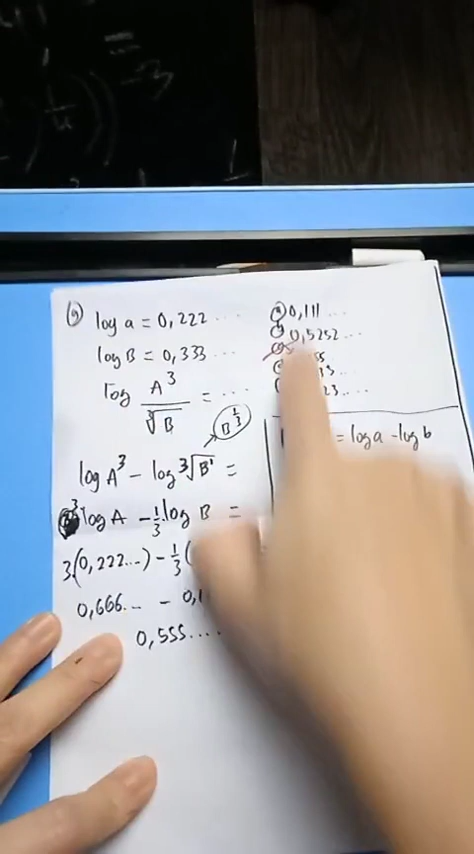 log a = 0,222 ...
log B = 0,333 ...
log A³/∛B = ...
B^⅓
log A³ - log ∛B =
3 log A - ⅓ log B =
3.(0,222...) - ⅓(
0,666... - 0,1
0,555....
0,111 ...
0,5252 ...
= log a - log b